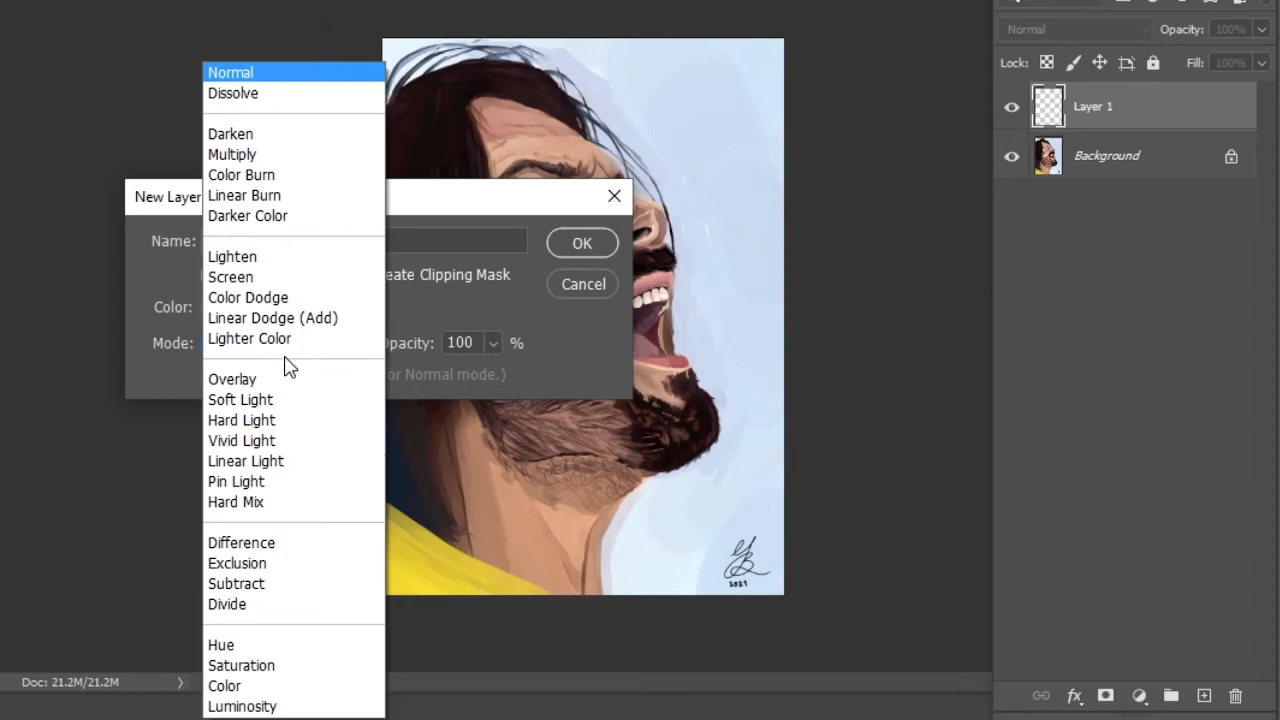 Normal
Opacity: 100%
Lock:
Fill: 100%
Layer 1
Background
New Layer
Name:
eate Clipping Mask
Color:
Mode:
pacity: 100 %
or Normal mode.)
OK
Cancel
Normal
Dissolve
Darken
Multiply
Color Burn
Linear Burn
Darker Color
Lighten
Screen
Color Dodge
Linear Dodge (Add)
Lighter Color
Overlay
Soft Light
Hard Light
Vivid Light
Linear Light
Pin Light
Hard Mix
Difference
Exclusion
Subtract
Divide
Hue
Saturation
Color
Luminosity
Doc: 21.2M/21.2M
fx